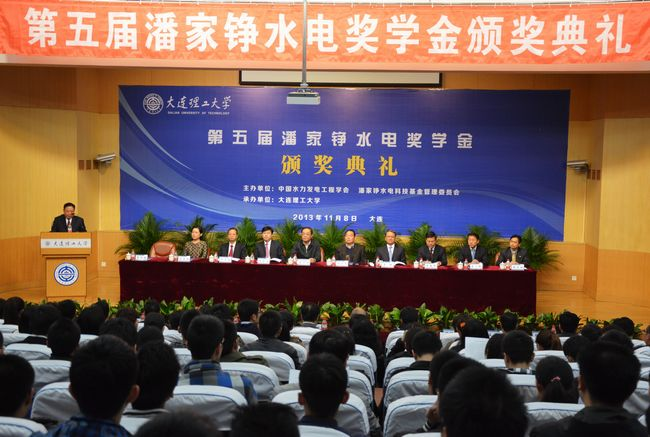 第五届潘家铮水电奖学金颁奖典礼
大连理工大学
DALIAN UNIVERSITY OF TECHNOLOGY
第五届潘家铮水电奖学金
颁奖典礼
主办单位：中国水力发电工程学会 潘家铮水电科技基金管理委员会
承办单位：大连理工大学
2013年11月8日 大连
大连理工大学